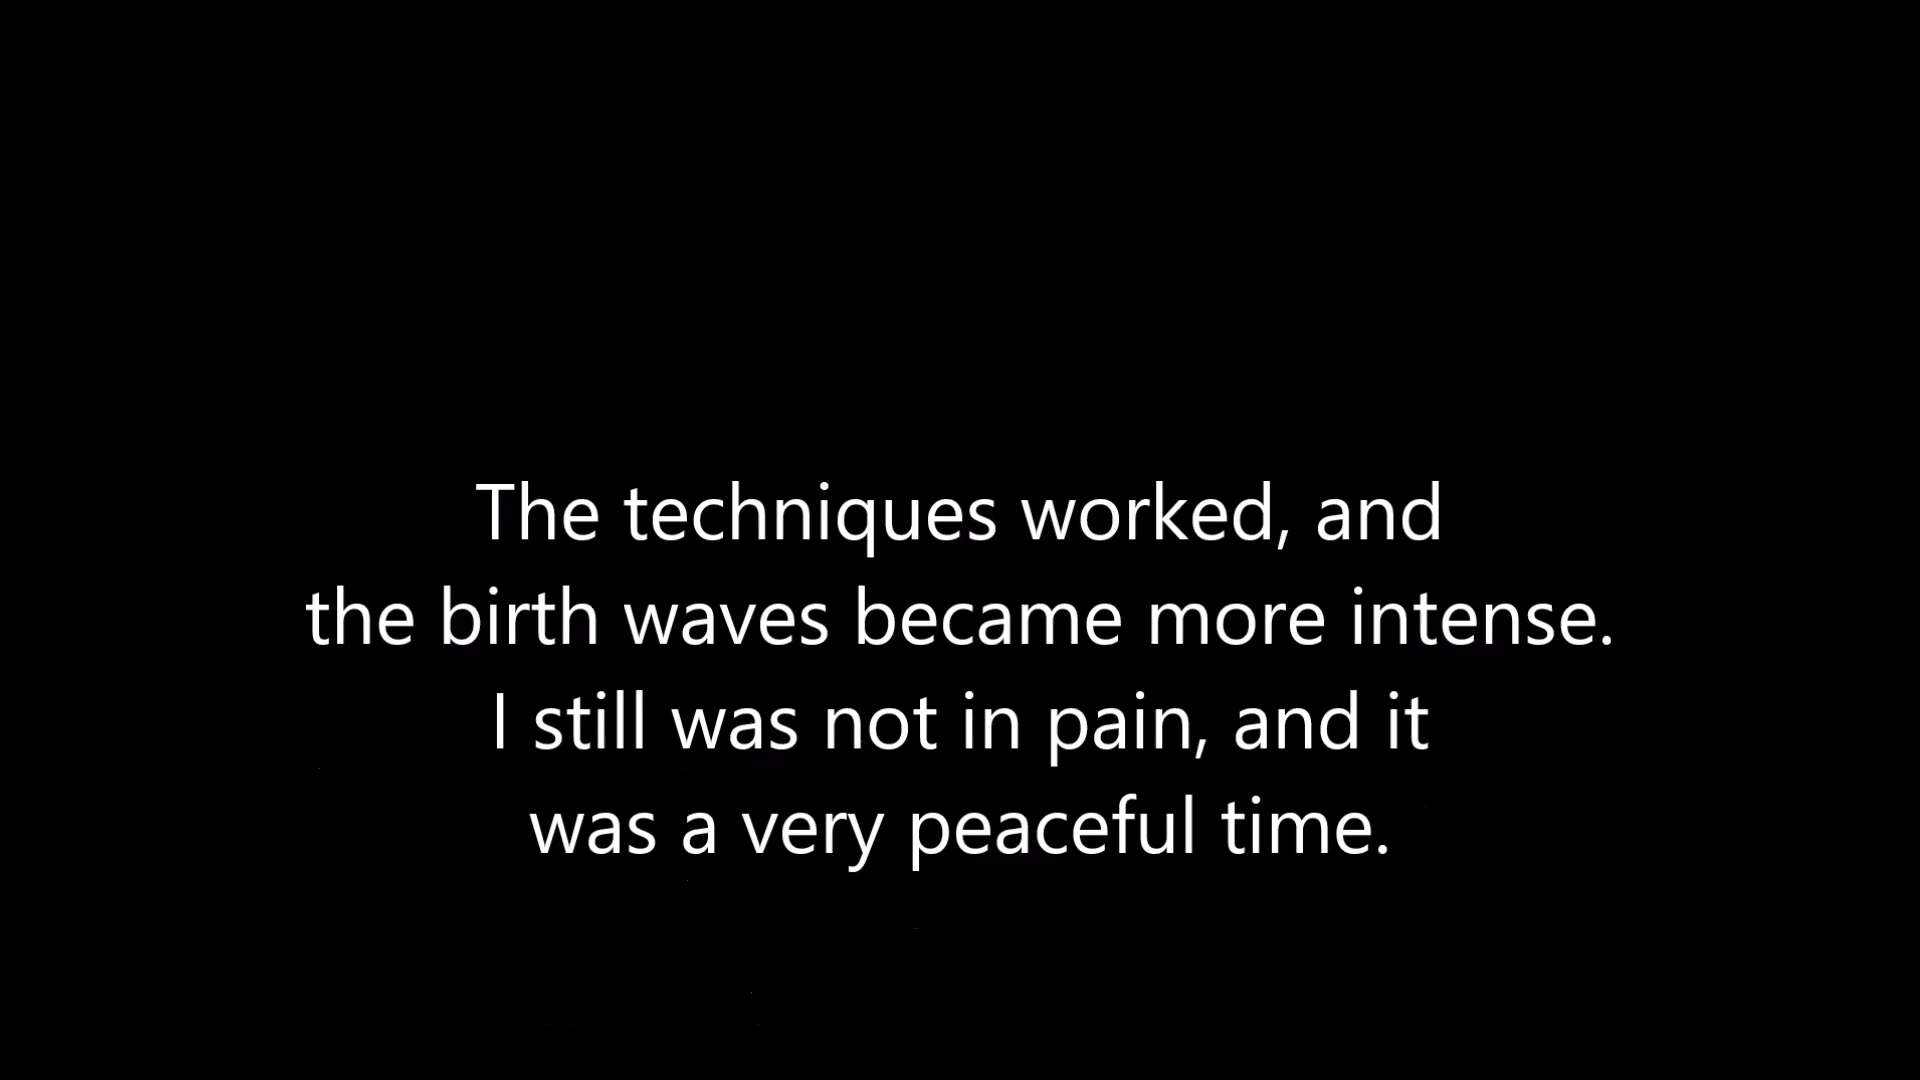 The techniques worked, and
the birth waves became more intense.
I still was not in pain, and it
was a very peaceful time.